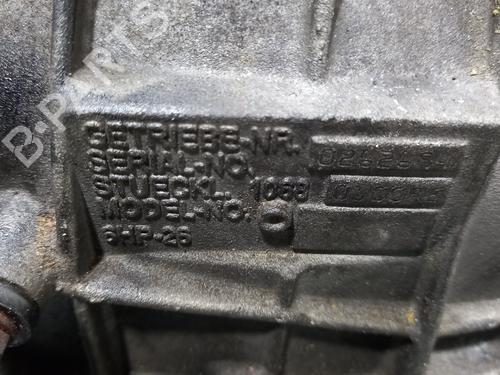 B-PARTS
GETRIEBE-NR.
SERIAL-NO.
STUECKL. 1068
MODEL-NO.
6HP-26